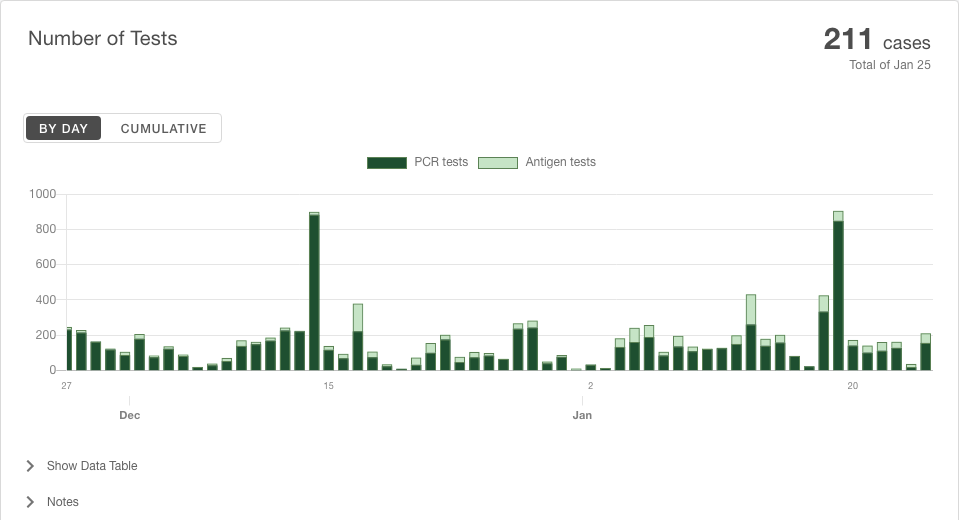 Number of Tests
211 cases
Total of Jan 25
BY DAY
CUMULATIVE
PCR tests
Antigen tests
1000
800
600
400
200
0
27
15
2
20
Dec
Jan
Show Data Table
Notes